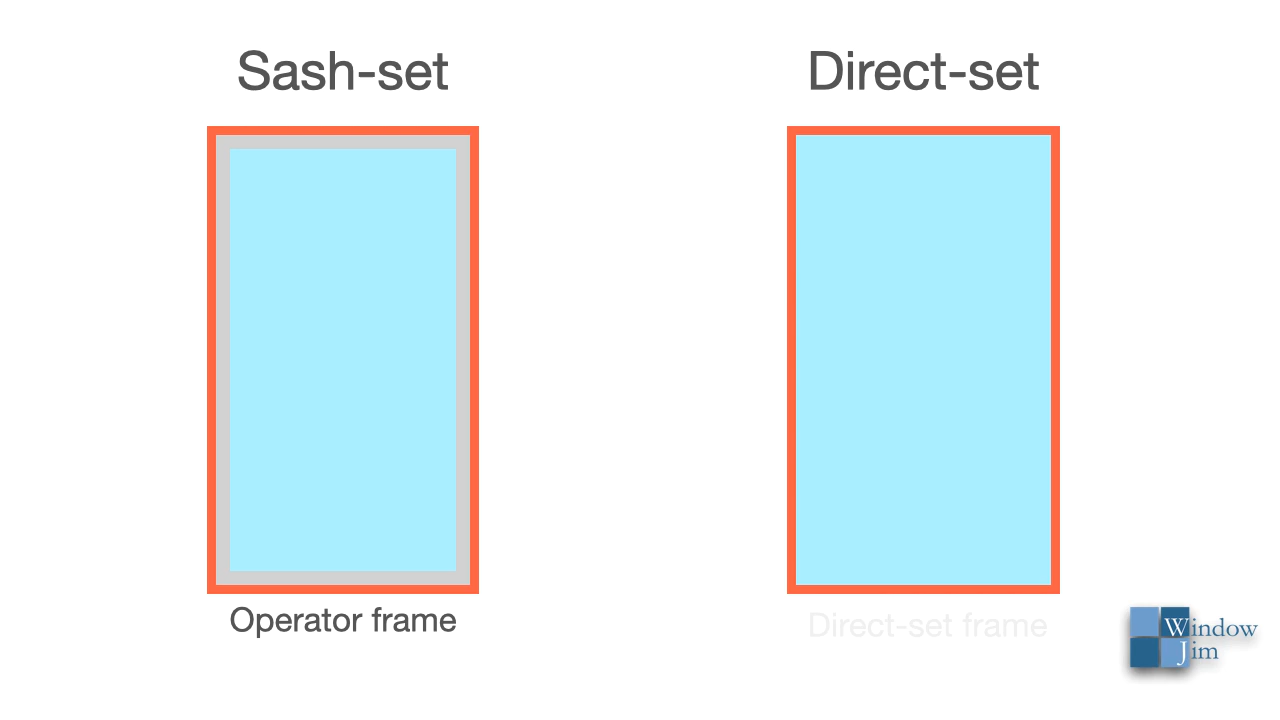 Sash-set
Direct-set
Operator frame
Direct-set frame
Window
Jim